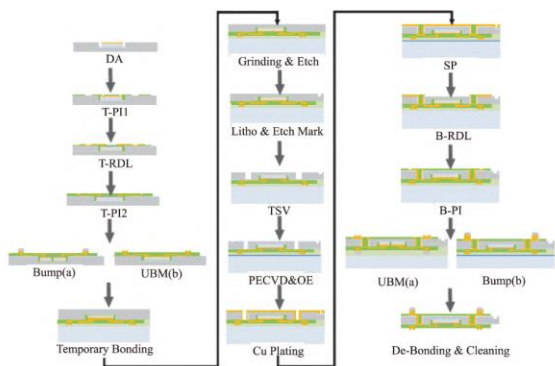 DA
T-PI1
T-RDL
T-PI2
Bump(a)
UBM(b)
Temporary Bonding
Grinding & Etch
Litho & Etch Mark
TSV
PECVD&OE
Cu Plating
SP
B-RDL
B-PI
UBM(a)
Bump(b)
De-Bonding & Cleaning